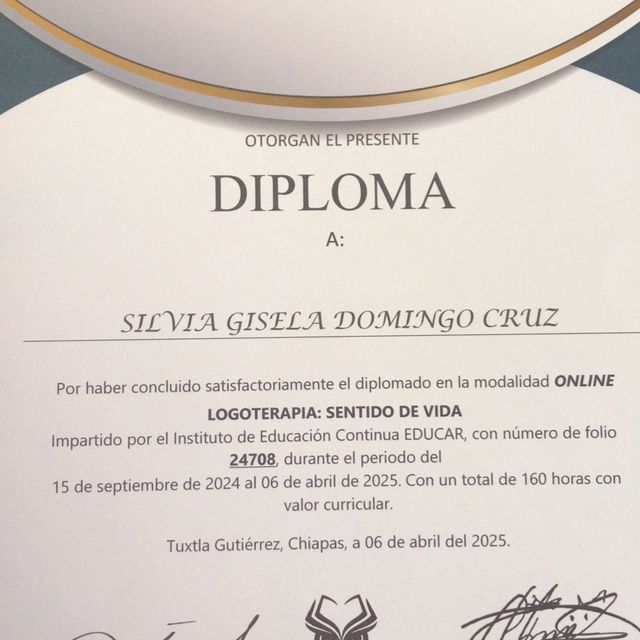 OTORGAN EL PRESENTE
DIPLOMA
A:
SILVIA GISELA DOMINGO CRUZ
Por haber concluido satisfactoriamente el diplomado en la modalidad ONLINE
LOGOTERAPIA: SENTIDO DE VIDA
Impartido por el Instituto de Educación Continua EDUCAR, con número de folio
24708, durante el periodo del
15 de septiembre de 2024 al 06 de abril de 2025. Con un total de 160 horas con
valor curricular.
Tuxtla Gutiérrez, Chiapas, a 06 de abril del 2025.